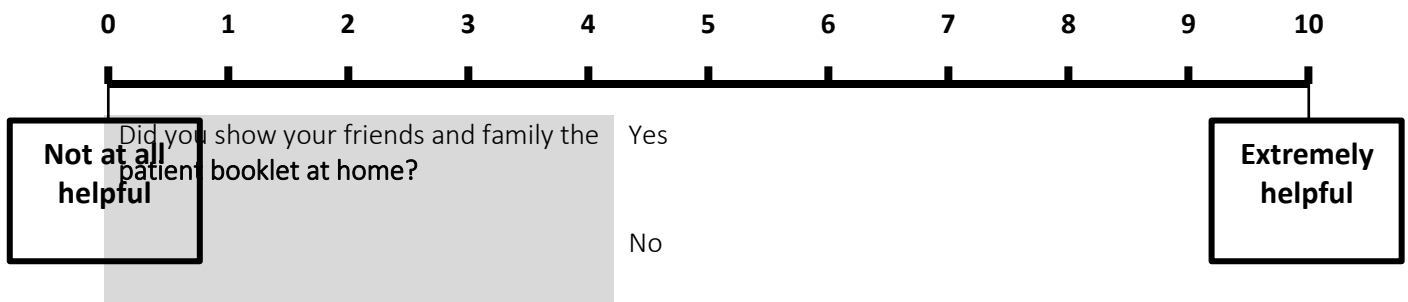 0 1 2 3 4 5 6 7 8 9 10
Did you show your friends and family the
patient booklet at home?
Yes
No
Not at all
helpful
Extremely
helpful